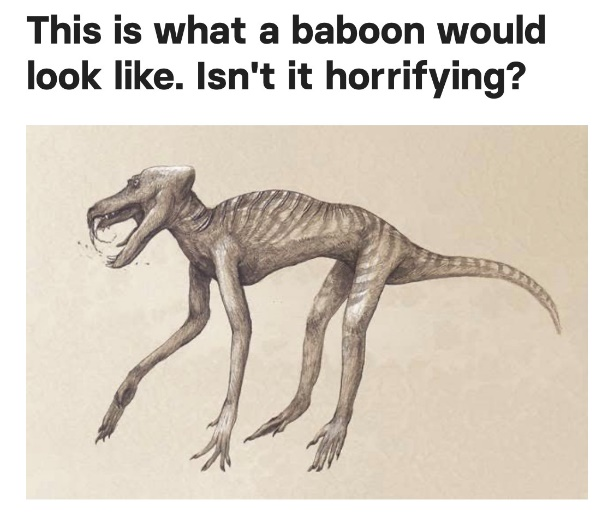 This is what a baboon would
look like. Isn't it horrifying?